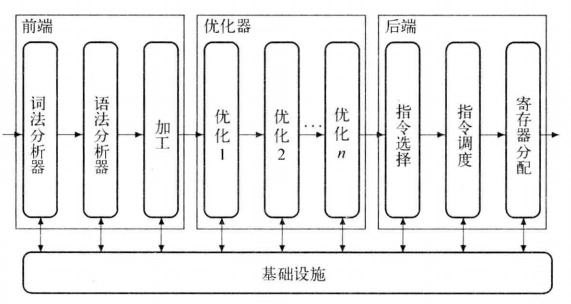 前端
优化器
后端
词法分析器
语法分析器
加工
优化1
优化2
…
优化n
指令选择
指令调度
寄存器分配
基础设施